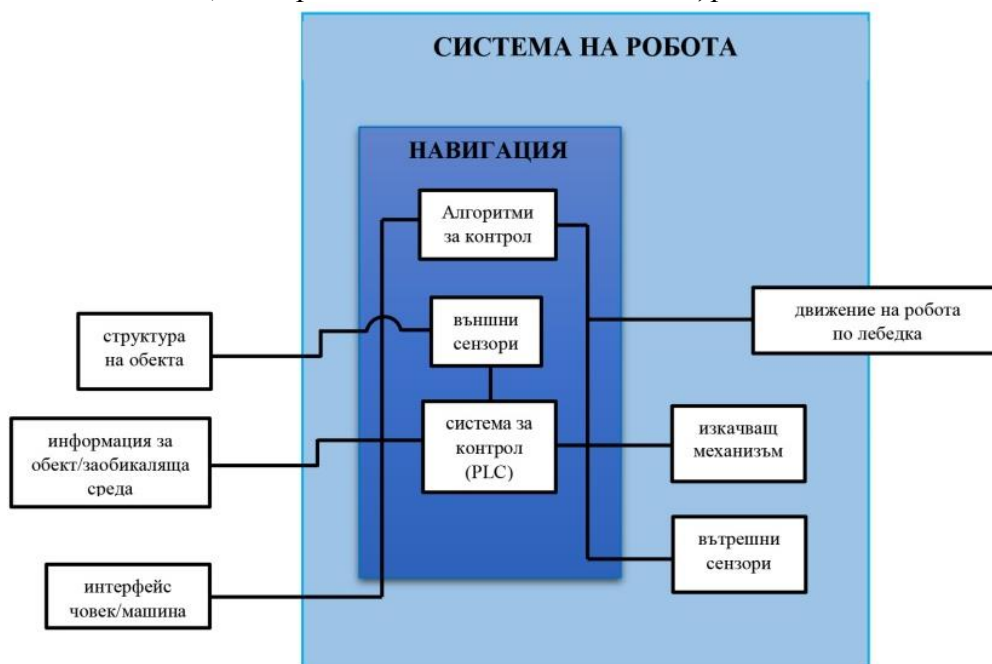 СИСТЕМА НА РОБОТА
НАВИГАЦИЯ
Алгоритми
за контрол
външни
сензори
система за
контрол
(PLC)
структура
на обекта
информация за
обект/заобикаляща
среда
интерфейс
човек/машина
движение на робота
по лебедка
изкачващ
механизъм
вътрешни
сензори